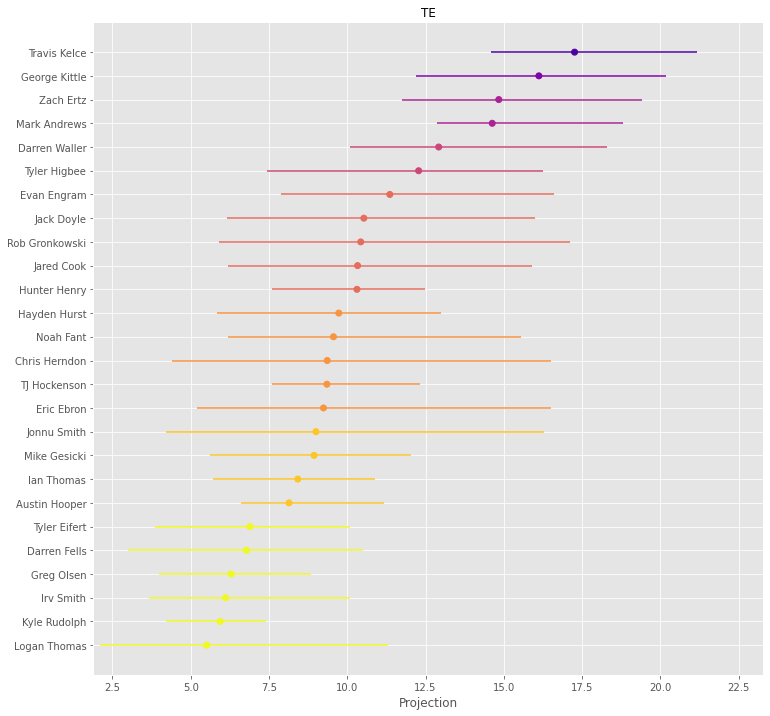 TE
Travis Kelce
George Kittle
Zach Ertz
Mark Andrews
Darren Waller
Tyler Higbee
Evan Engram
Jack Doyle
Rob Gronkowski
Jared Cook
Hunter Henry
Hayden Hurst
Noah Fant
Chris Herndon
TJ Hockenson
Eric Ebron
Jonnu Smith
Mike Gesicki
Ian Thomas
Austin Hooper
Tyler Eifert
Darren Fells
Greg Olsen
Irv Smith
Kyle Rudolph
Logan Thomas
2.5 5.0 7.5 10.0 12.5 15.0 17.5 20.0 22.5
Projection